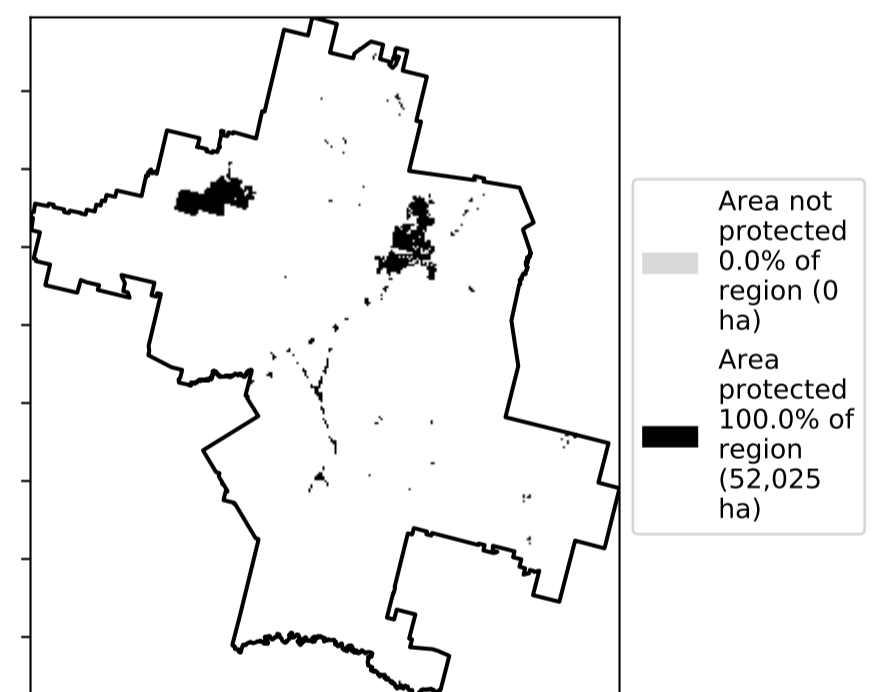 Area not
protected
0.0% of
region (0
ha)
Area
protected
100.0% of
region
(52,025
ha)